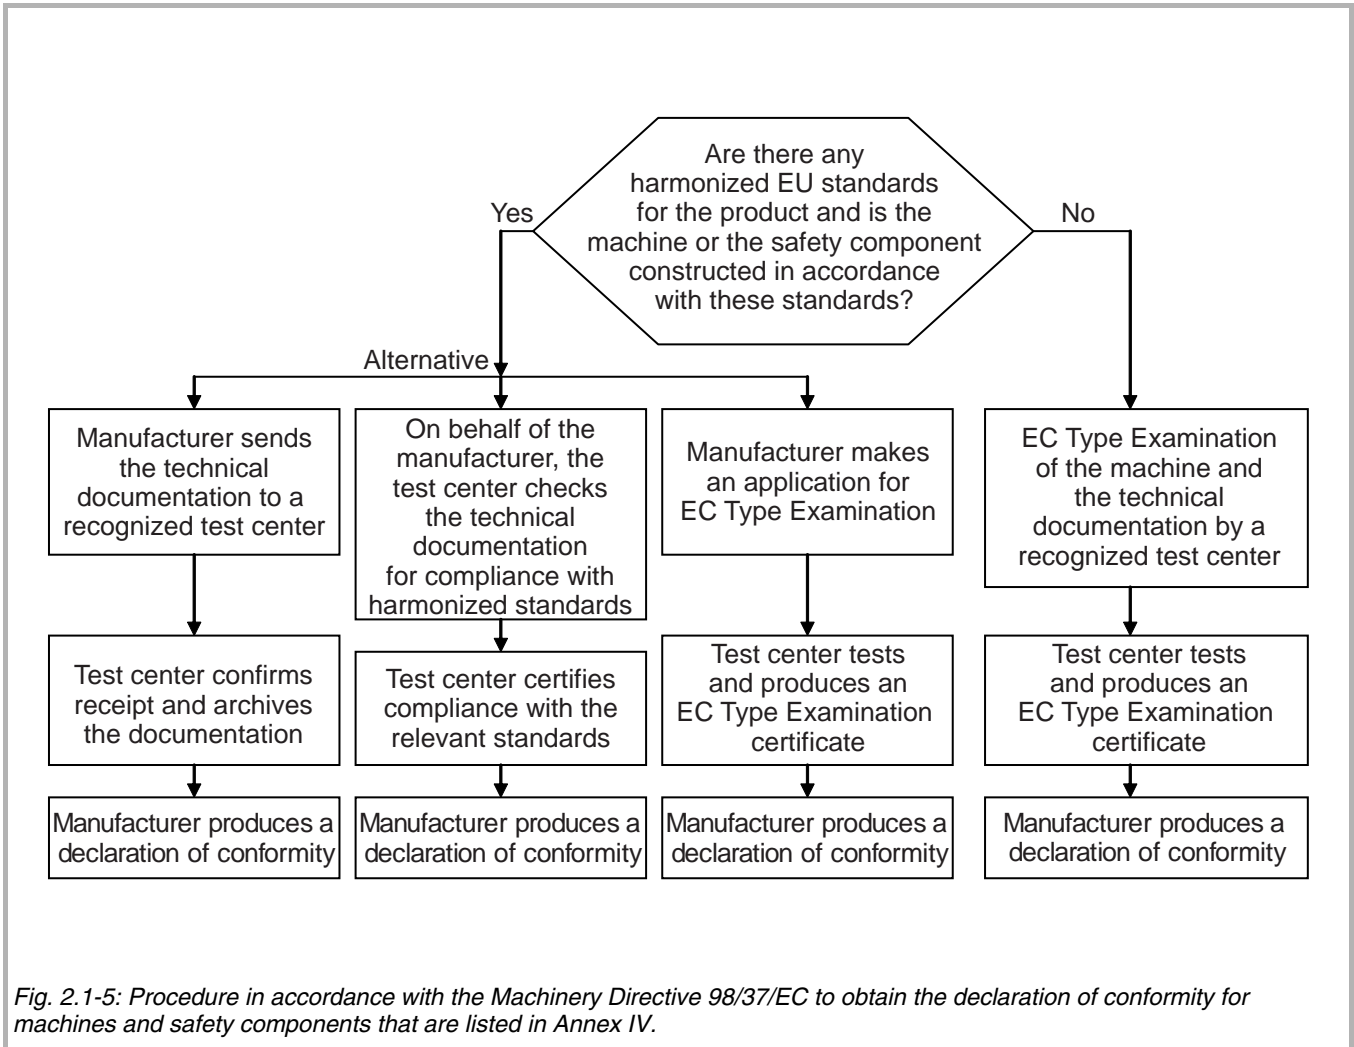 Are there any
harmonized EU standards
for the product and is the
machine or the safety component
constructed in accordance
with these standards?
Yes
No
Alternative
Manufacturer sends
the technical
documentation to a
recognized test center
On behalf of the
manufacturer, the
test center checks
the technical
documentation
for compliance with
harmonized standards
Manufacturer makes
an application for
EC Type Examination
EC Type Examination
of the machine and
the technical
documentation by a
recognized test center
Test center confirms
receipt and archives
the documentation
Test center certifies
compliance with the
relevant standards
Test center tests
and produces an
EC Type Examination
certificate
Test center tests
and produces an
EC Type Examination
certificate
Manufacturer produces a
declaration of conformity
Manufacturer produces a
declaration of conformity
Manufacturer produces a
declaration of conformity
Manufacturer produces a
declaration of conformity
Fig. 2.1-5: Procedure in accordance with the Machinery Directive 98/37/EC to obtain the declaration of conformity for
machines and safety components that are listed in Annex IV.